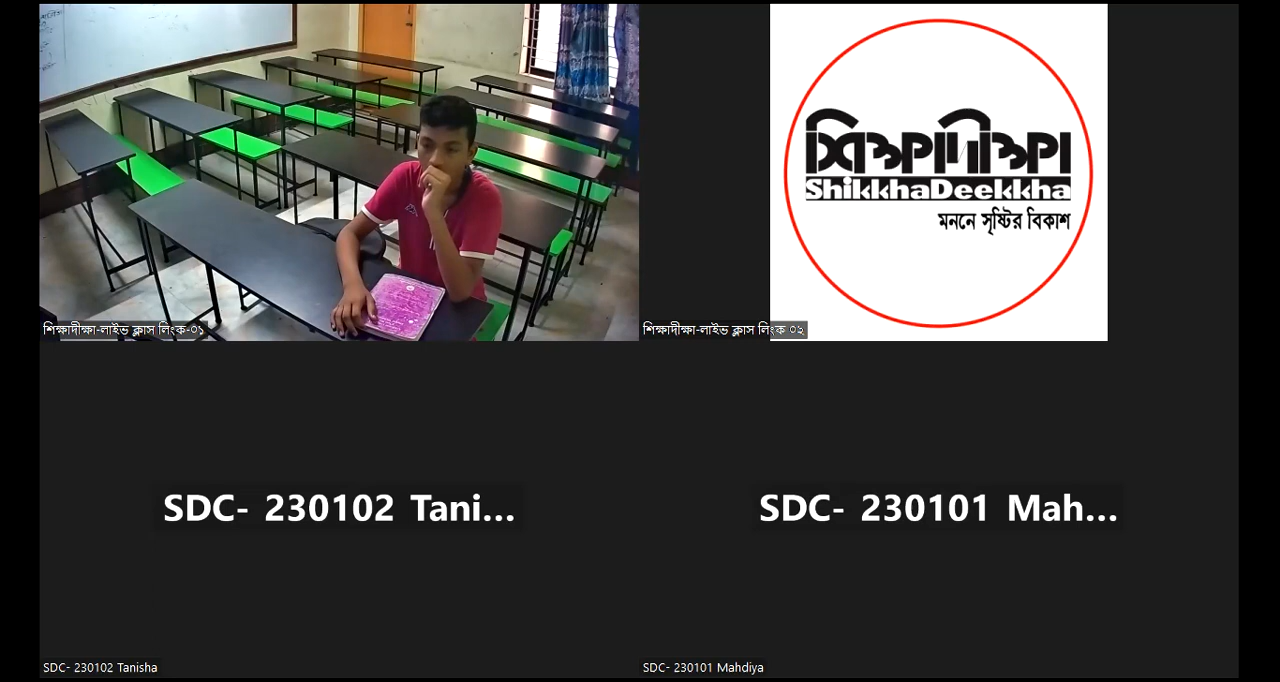 শিক্ষাদীক্ষা-লাইভ ক্লাস লিংক-০১
শিক্ষাদীক্ষা
ShikkhaDeekkha
মননে সৃষ্টির বিকাশ
শিক্ষাদীক্ষা-লাইভ ক্লাস লিংক ০২
SDC- 230102 Tani...
SDC- 230101 Mah...
SDC- 230102 Tanisha
SDC- 230101 Mahdiya